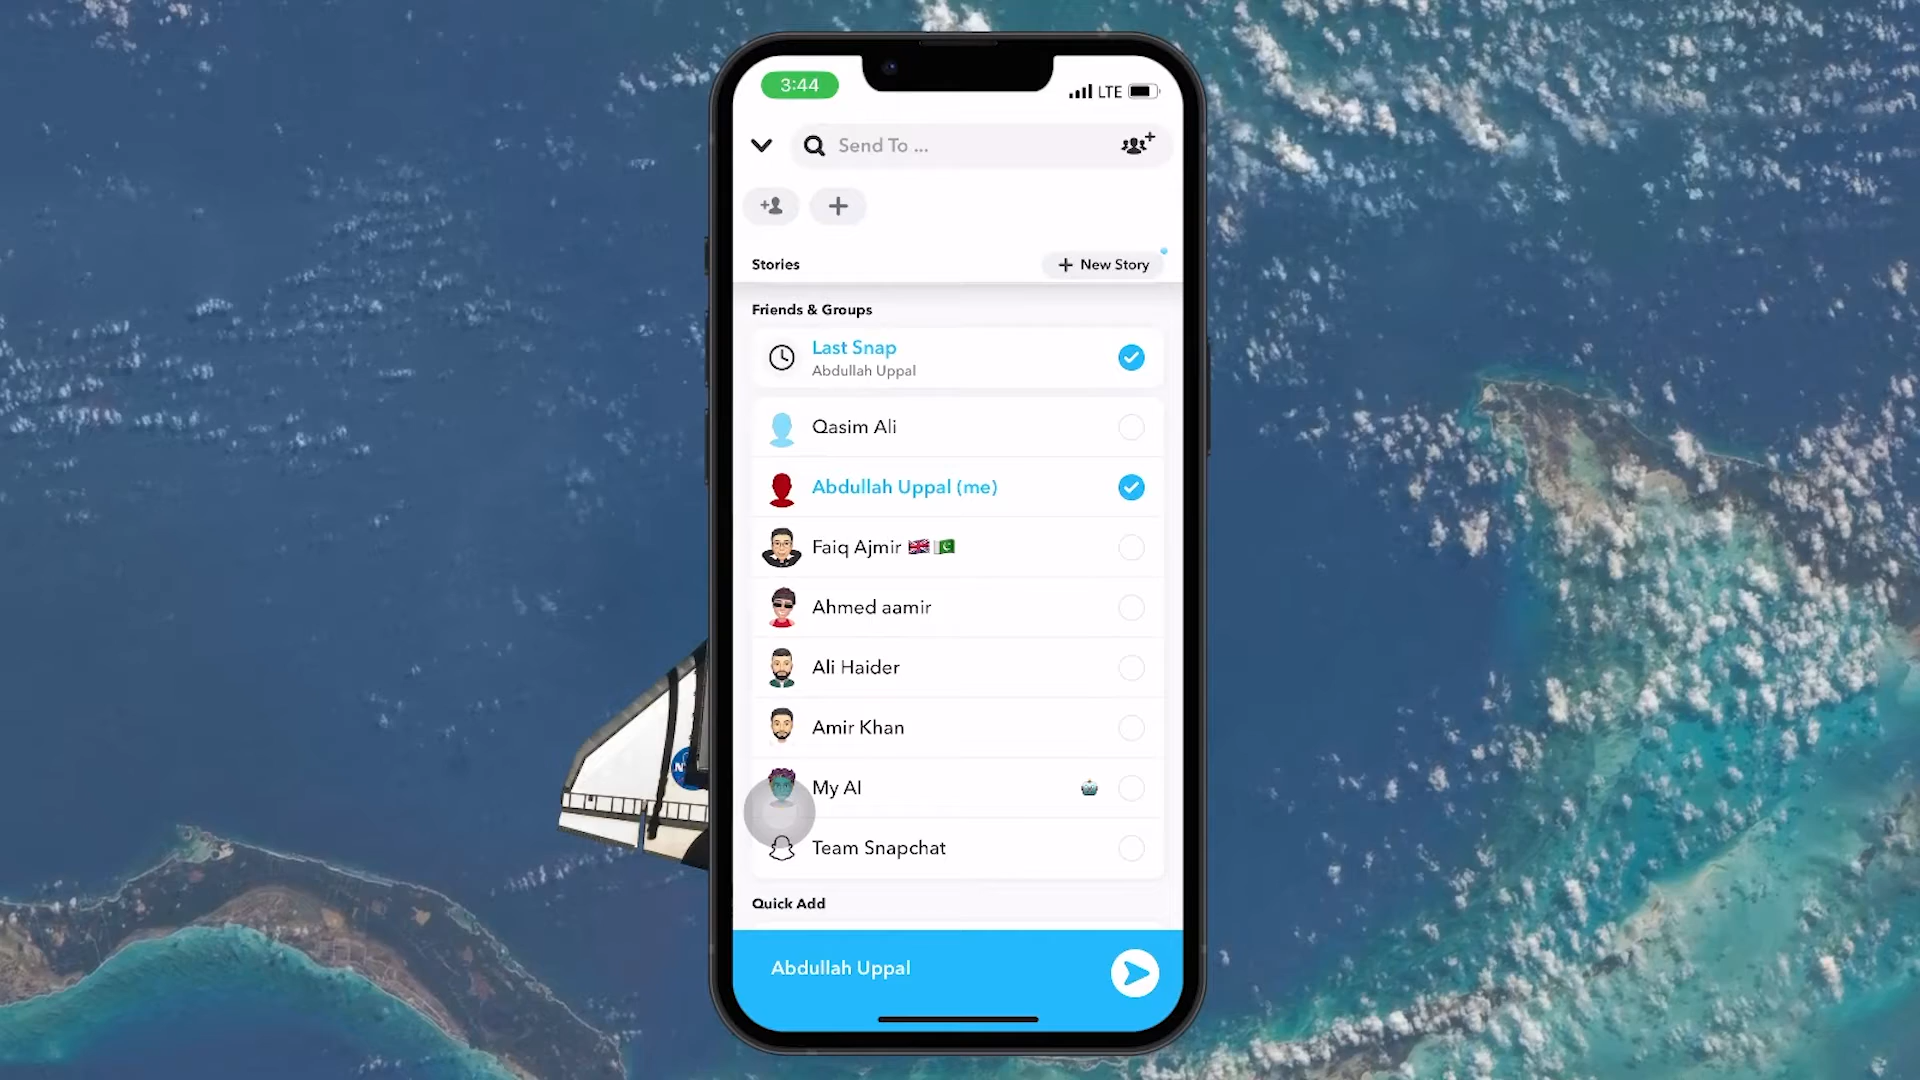 3:44
LTE
Send To ...
Stories
New Story
Friends & Groups
Last Snap
Abdullah Uppal
Qasim Ali
Abdullah Uppal (me)
Faiq Ajmir
Ahmed aamir
Ali Haider
Amir Khan
My AI
Team Snapchat
Quick Add
Abdullah Uppal